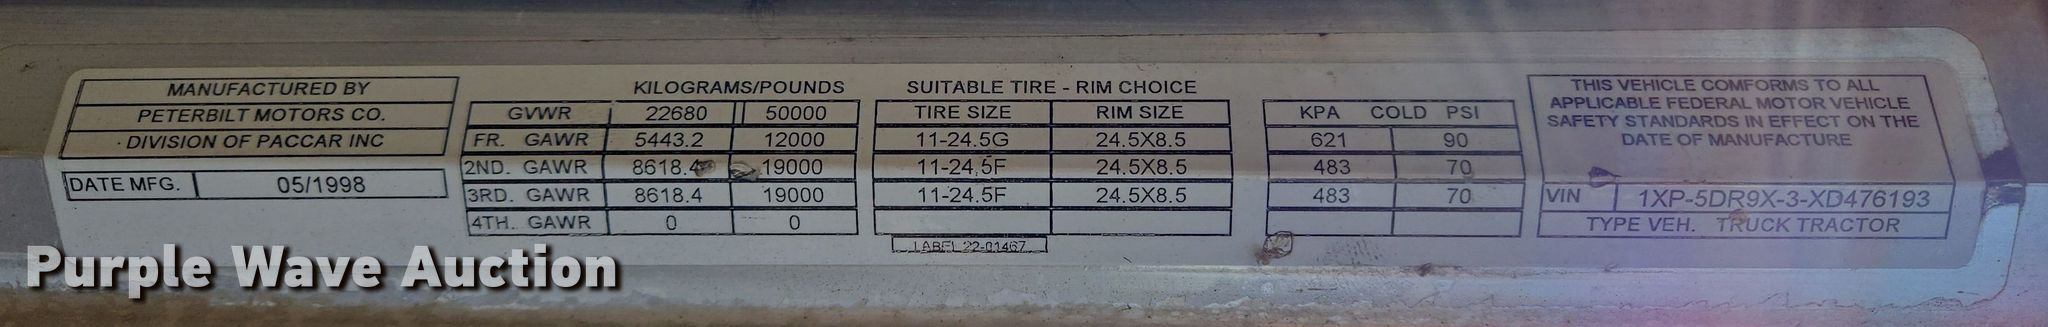 MANUFACTURED BY
PETERBILT MOTORS CO.
DIVISION OF PACCAR INC
DATE MFG. 05/1998
KILOGRAMS/POUNDS
GVWR 22680 50000
FR. GAWR 5443.2 12000
2ND. GAWR 8618.4 19000
3RD. GAWR 8618.4 19000
4TH. GAWR 0 0
SUITABLE TIRE - RIM CHOICE
TIRE SIZE RIM SIZE
11-24.5G 24.5X8.5
11-24.5F 24.5X8.5
11-24.5F 24.5X8.5
LABEL 22-01467
KPA COLD PSI
621 90
483 70
483 70
THIS VEHICLE COMFORMS TO ALL
APPLICABLE FEDERAL MOTOR VEHICLE
SAFETY STANDARDS IN EFFECT ON THE
DATE OF MANUFACTURE
VIN 1XP-5DR9X-3-XD476193
TYPE VEH. TRUCK TRACTOR
Purple Wave Auction